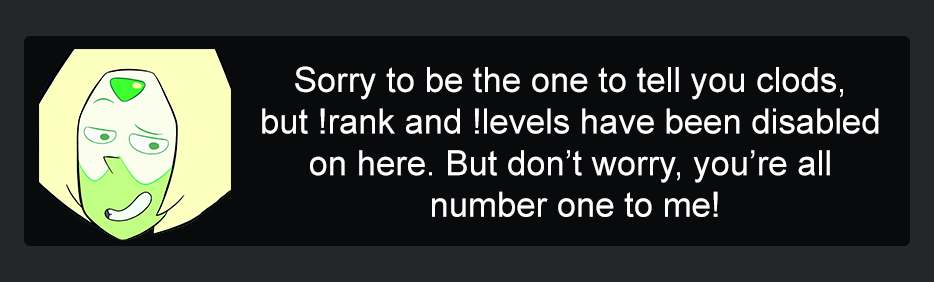 Sorry to be the one to tell you clods,
but !rank and !levels have been disabled
on here. But don’t worry, you’re all
number one to me!